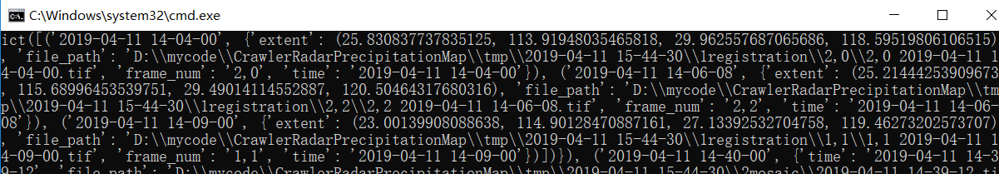 C:\Windows\system32\cmd.exe
ict([('2019-04-11 14-04-00', {'extent': (25.830837737835125, 113.91948035465818, 29.962557687065686, 118.59519806106515)
, 'file_path': 'D:\\mycode\\CrawlerRadarPrecipitationMap\\tmp\\2019-04-11 15-44-30\\1registration\\2,0\\2,0 2019-04-11 1
4-04-00.tif', 'frame_num': '2,0', 'time': '2019-04-11 14-04-00'}), ('2019-04-11 14-06-08', {'extent': (25.21444253909673
, 115.68996453539751, 29.49014114552887, 120.50464317680316), 'file_path': 'D:\\mycode\\CrawlerRadarPrecipitationMap\\tm
p\\2019-04-11 15-44-30\\1registration\\2,2\\2,2 2019-04-11 14-06-08.tif', 'frame_num': '2,2', 'time': '2019-04-11 14-06-
08'}), ('2019-04-11 14-09-00', {'extent': (23.00139908088638, 114.90128470887161, 27.13392532704758, 119.46273202573707)
, 'file_path': 'D:\\mycode\\CrawlerRadarPrecipitationMap\\tmp\\2019-04-11 15-44-30\\1registration\\1,1\\1,1 2019-04-11 1
4-09-00.tif', 'frame_num': '1,1', 'time': '2019-04-11 14-09-00'})])}), ('2019-04-11 14-40-00', {'time': '2019-04-11 14-3
9-12', 'file_path': 'D:\\mycode\\CrawlerRadarPrecipitationMap\\tmp\\2019-04-11 15-44-30\\2mosaic\\2019-04-11 14-39-12.ti